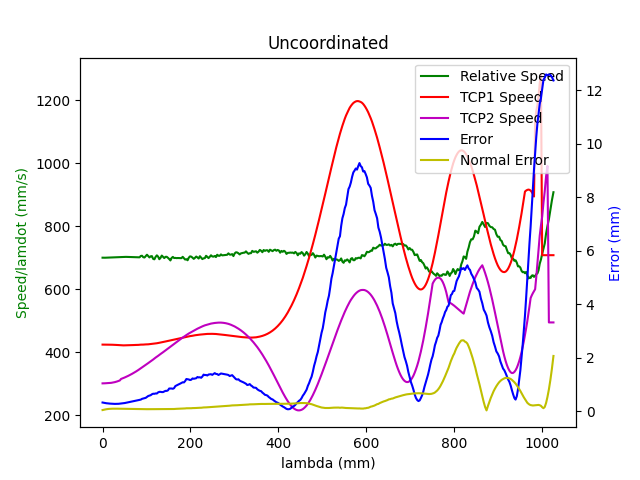 Uncoordinated
Relative Speed
TCP1 Speed
TCP2 Speed
Error
Normal Error
Speed/lamdot (mm/s)
1200
1000
800
600
400
200
12
10
8
6
4
2
0
Error (mm)
0 200 400 600 800 1000
lambda (mm)